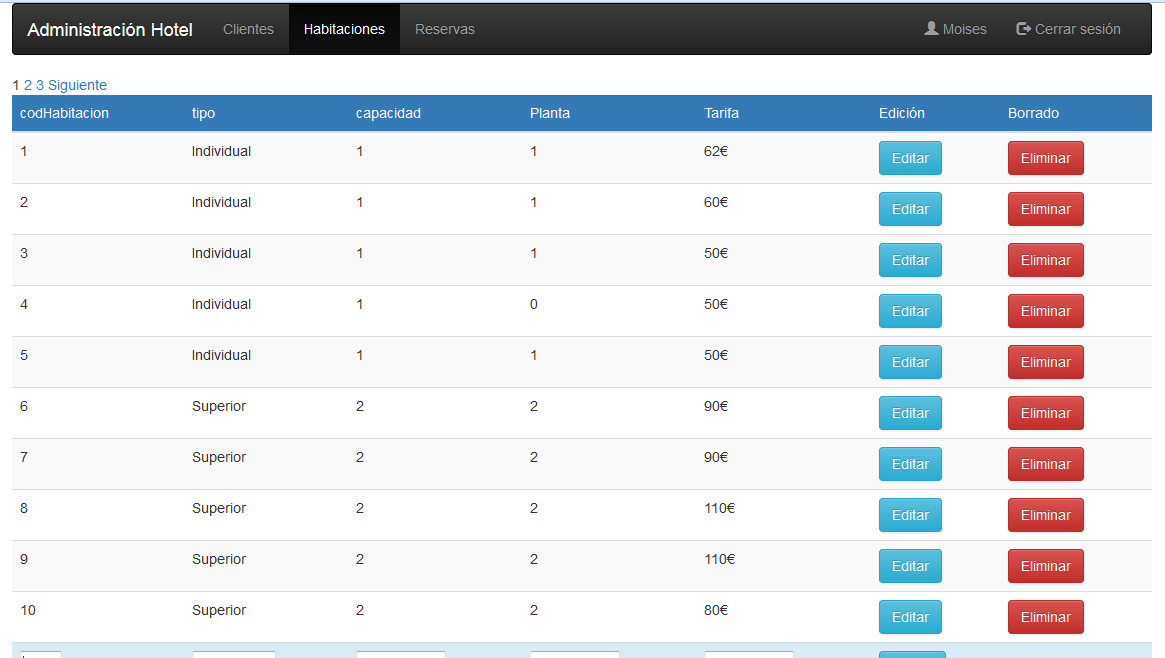 Administración Hotel Clientes Habitaciones Reservas Moises Cerrar sesión
1 2 3 Siguiente
codHabitacion tipo capacidad Planta Tarifa Edición Borrado
1 Individual 1 1 62€ Editar Eliminar
2 Individual 1 1 60€ Editar Eliminar
3 Individual 1 1 50€ Editar Eliminar
4 Individual 1 0 50€ Editar Eliminar
5 Individual 1 1 50€ Editar Eliminar
6 Superior 2 2 90€ Editar Eliminar
7 Superior 2 2 90€ Editar Eliminar
8 Superior 2 2 110€ Editar Eliminar
9 Superior 2 2 110€ Editar Eliminar
10 Superior 2 2 80€ Editar Eliminar